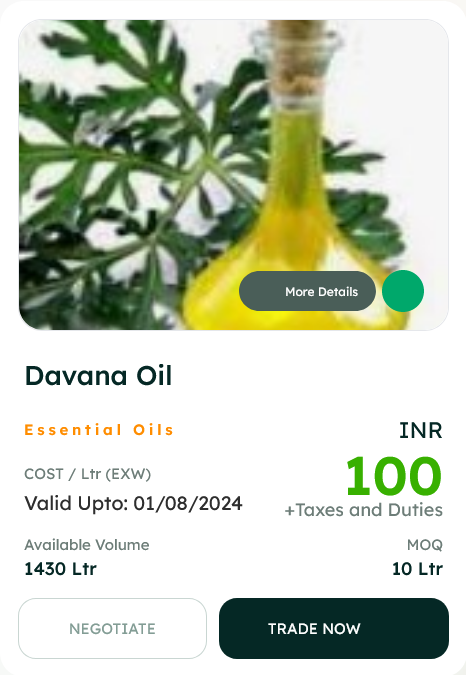 More Details
Davana Oil
Essential Oils
INR
COST / Ltr (EXW)
100
Valid Upto: 01/08/2024
+Taxes and Duties
Available Volume
MOQ
1430 Ltr
10 Ltr
NEGOTIATE
TRADE NOW